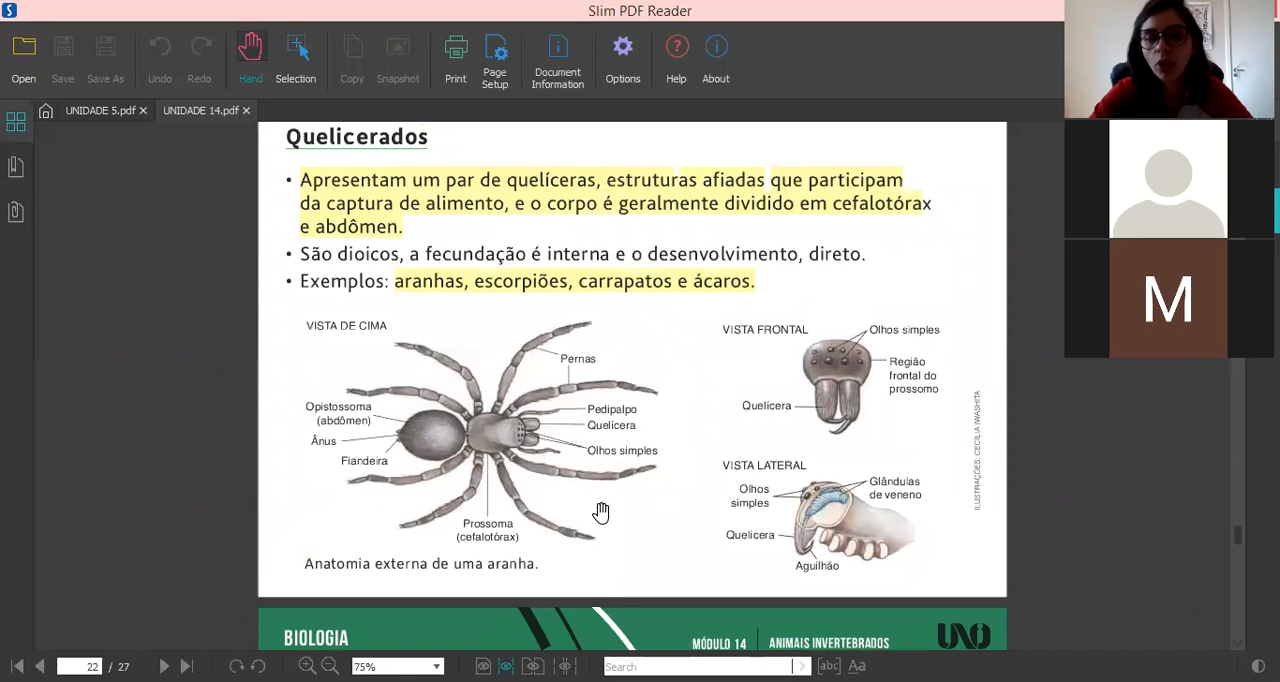 S
Slim PDF Reader
Open
Save
Save As
Undo
Redo
Hand
Selection
Copy
Snapshot
Print
Page
Setup
Document
Information
Options
Help
About
UNIDADE 5.pdf
UNIDADE 14.pdf
Quelicerados
• Apresentam um par de quelíceras, estruturas afiadas que participam
da captura de alimento, e o corpo é geralmente dividido em cefalotórax
e abdômen.
• São dioicos, a fecundação é interna e o desenvolvimento, direto.
• Exemplos: aranhas, escorpiões, carrapatos e ácaros.
VISTA DE CIMA
Pernas
Opistossoma
(abdômen)
Ânus
Fiandeira
Pedipalpo
Quelícera
Olhos simples
Prossoma
(cefalotórax)
Anatomia externa de uma aranha.
VISTA FRONTAL
Olhos simples
Região
frontal do
prossomo
Quelícera
VISTA LATERAL
Olhos
simples
Glândulas
de veneno
Quelícera
Aguilhão
ILUSTRAÇÕES: CECILIA IWASHITA
M
BIOLOGIA
MÓDULO 14
ANIMAIS INVERTEBRADOS
UNO
22 / 27
75%
Search
[abc]
Aa